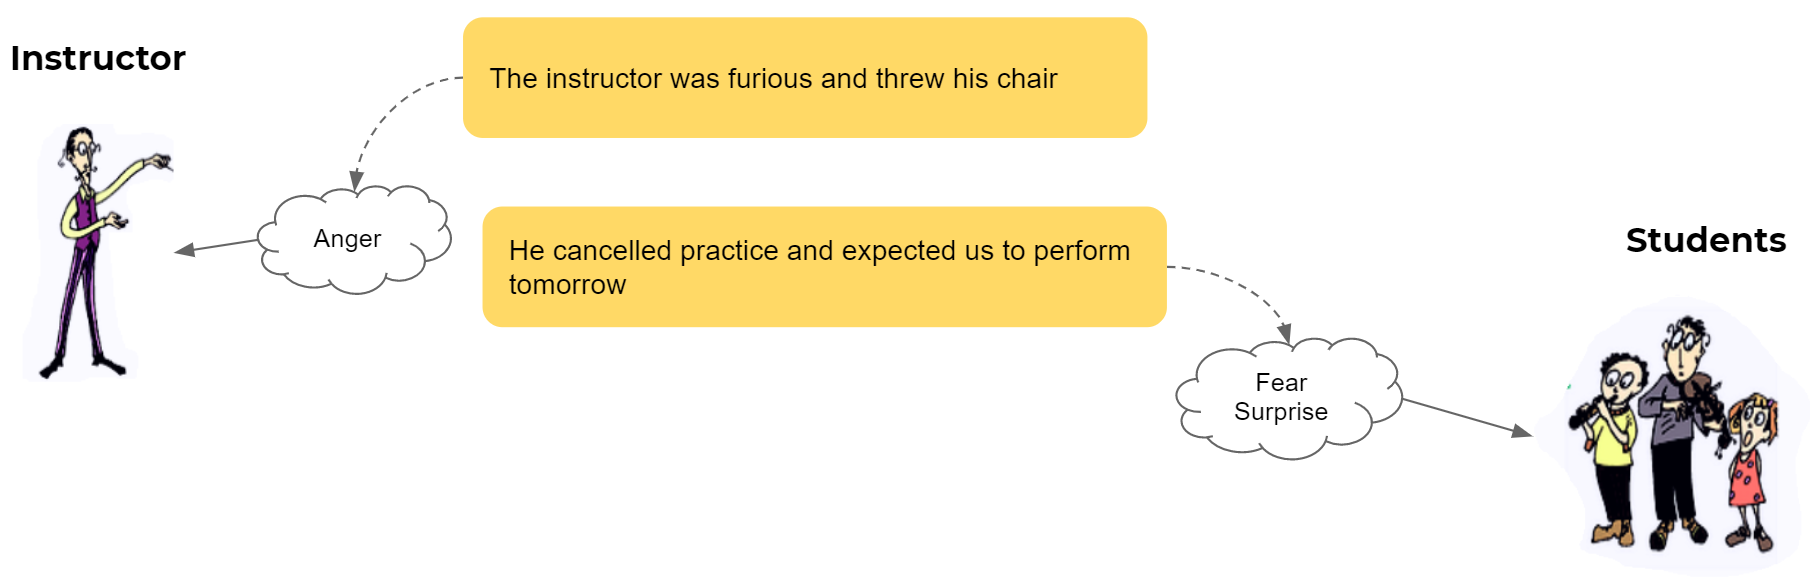 Instructor
The instructor was furious and threw his chair
Anger
He cancelled practice and expected us to perform
tomorrow
Students
Fear
Surprise